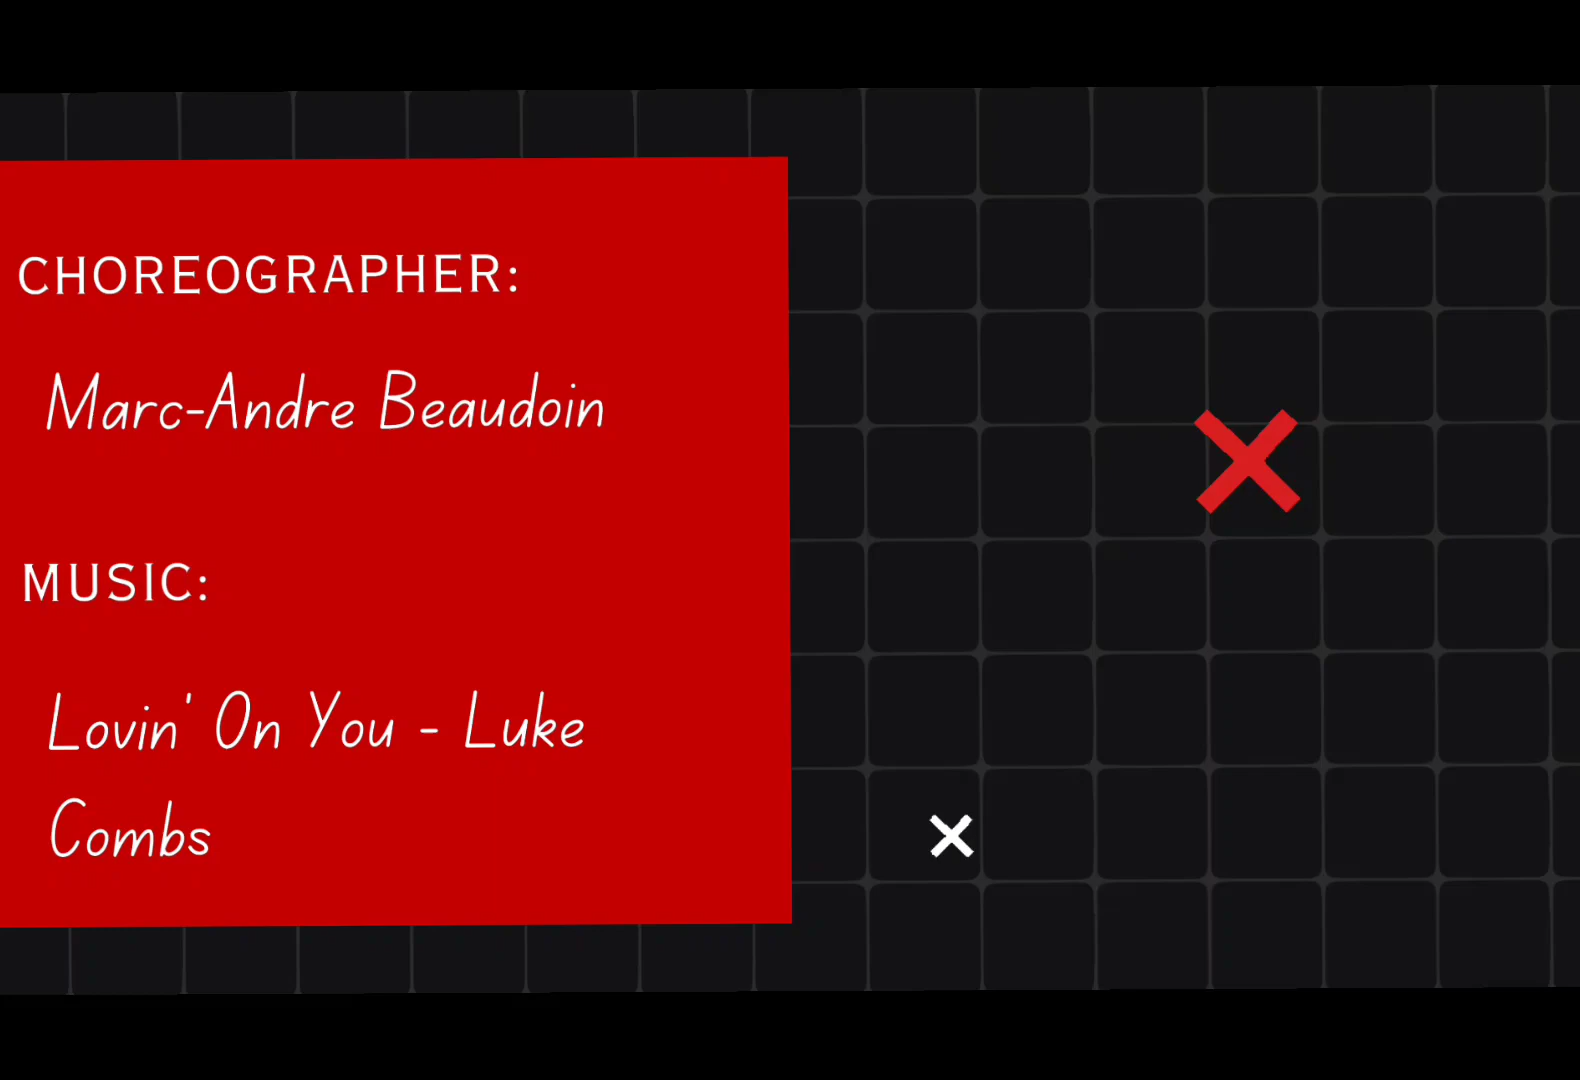 CHOREOGRAPHER:
Marc-Andre Beaudoin
MUSIC:
Lovin' On You - Luke
Combs